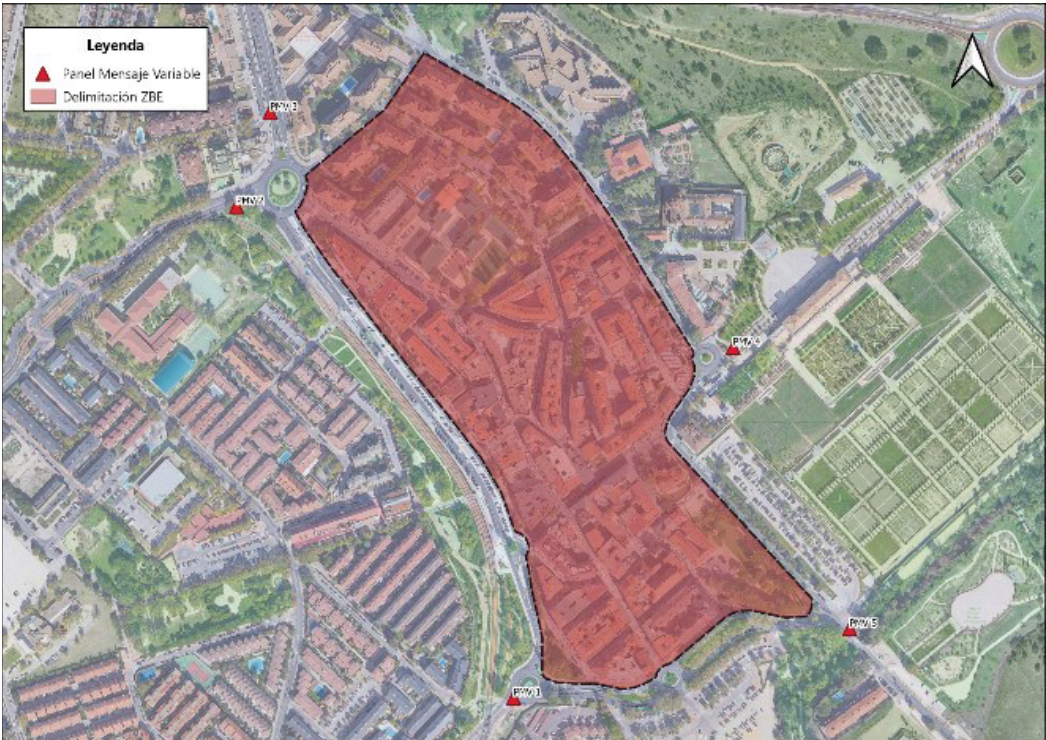 Leyenda
Panel Mensaje Variable
Delimitación ZBE
PMV 3
PMV 2
PMV 4
PMV 5
PMV 1